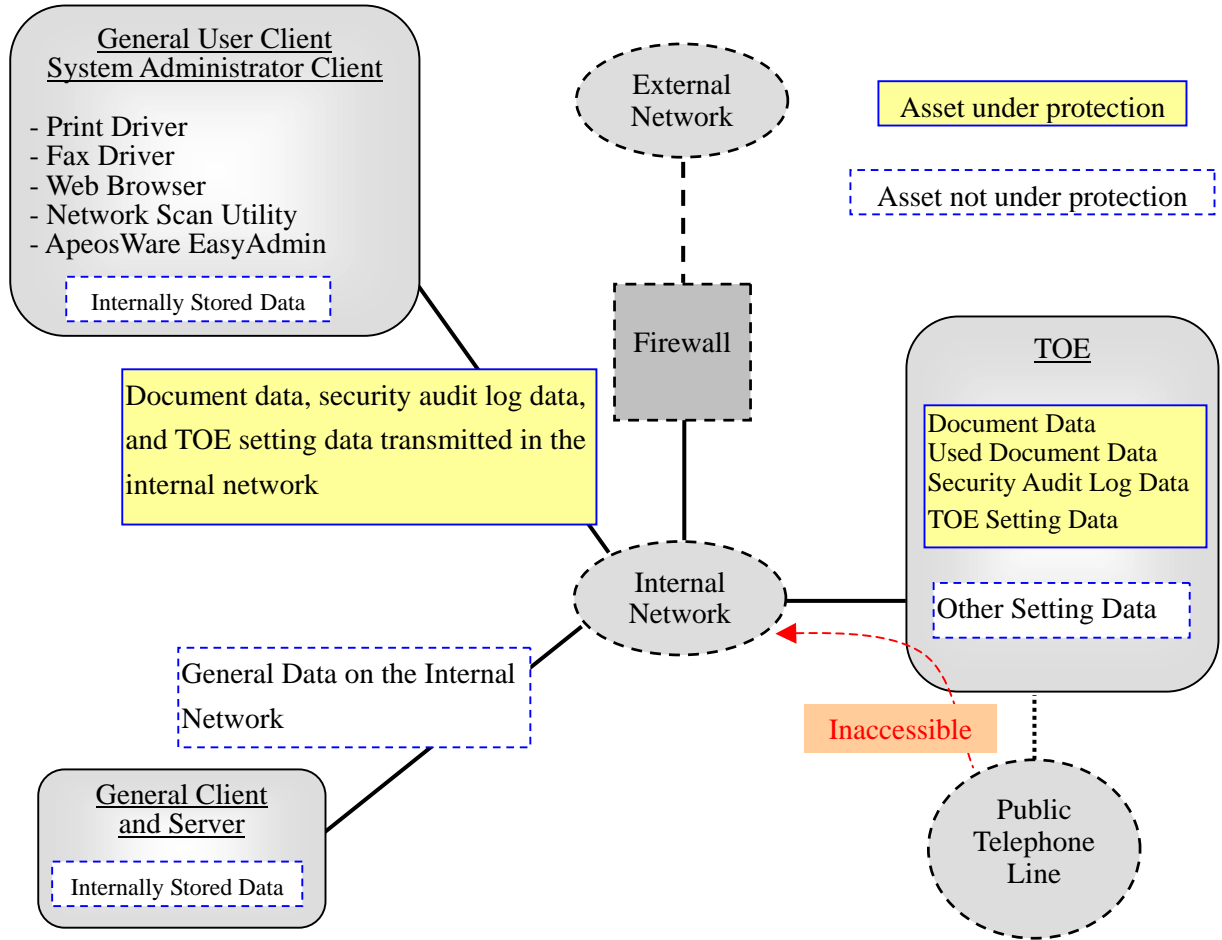 General User Client
System Administrator Client
- Print Driver
- Fax Driver
- Web Browser
- Network Scan Utility
- ApeosWare EasyAdmin
Internally Stored Data
External
Network
Asset under protection
Asset not under protection
Firewall
Document data, security audit log data,
and TOE setting data transmitted in the
internal network
TOE
Document Data
Used Document Data
Security Audit Log Data
TOE Setting Data
Other Setting Data
Internal
Network
General Data on the Internal
Network
Inaccessible
General Client
and Server
Internally Stored Data
Public
Telephone
Line